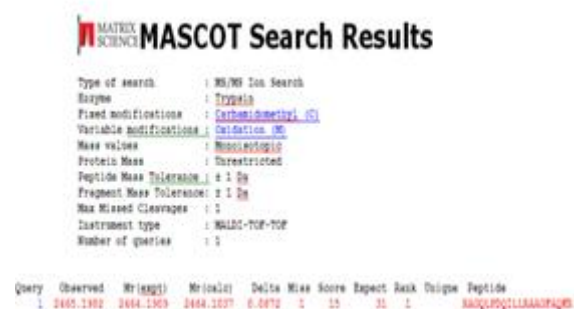 MATRIX
SCIENCE MASCOT Search Results
Type of search : MS/MS Ion Search
Enzyme : Trypsin
Fixed modifications : Carbamidomethyl (C)
Variable modifications : Oxidation (M)
Mass values : Monoisotopic
Protein Mass : Unrestricted
Peptide Mass Tolerance : ± 1 Da
Fragment Mass Tolerance: ± 1 Da
Max Missed Cleavages : 1
Instrument type : MALDI-TOF-TOF
Number of queries : 1
Query Observed Mr(expt) Mr(calc) Delta Miss Score Expect Rank Unique Peptide
1 2465.1982 2464.1909 2464.1037 0.0872 1 15 31 1